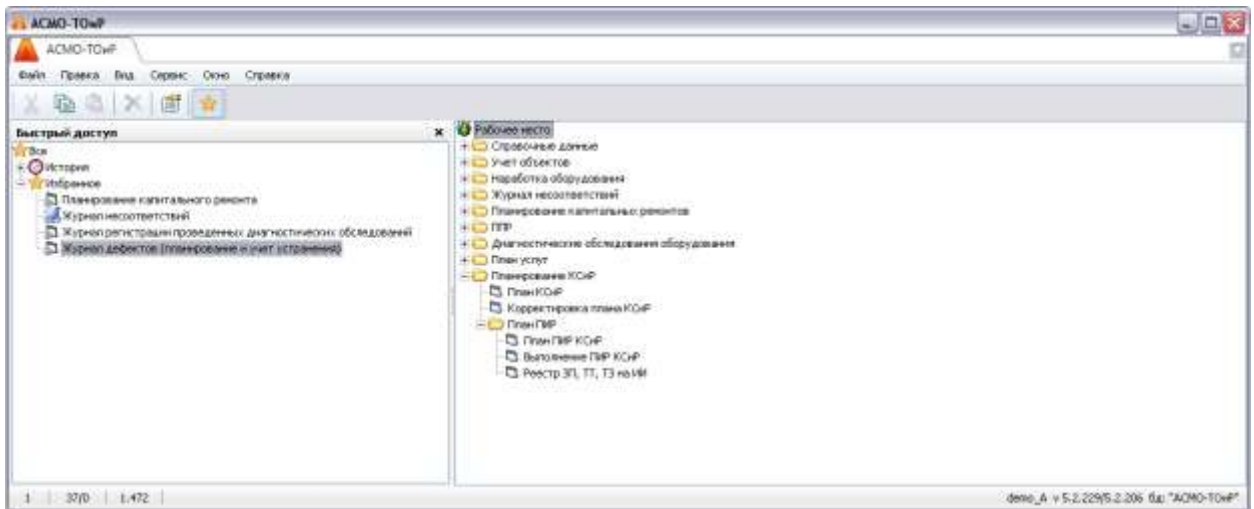 АСМО-ТОиР
АСМО-ТОиР
Файл Правка Вид Сервис Окно Справка
Быстрый доступ
Все
История
Избранное
Планирование капитального ремонта
Журнал несоответствий
Журнал регистрации проведенных диагностических обследований
Журнал дефектов (планирование и учет устранения)
Рабочее место
Справочные данные
Учет объектов
Наработка оборудования
Журнал несоответствий
Планирование капитальных ремонтов
ППР
Диагностические обследования оборудования
План услуг
Планирование КСиР
План КСиР
Корректировка плана КСиР
План ПИР
План ПИР КСиР
Выполнение ПИР КСиР
Реестр ЗП, ТТ, ТЗ на ИИ
1 37/0 1.472 demo_A v 5.2.229/5.2.206 бд: "АСМО-ТОиР"